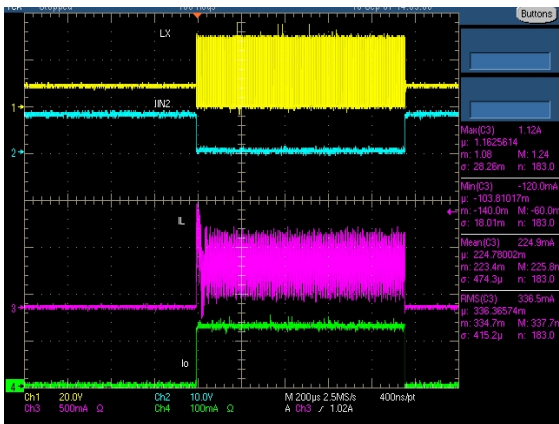 Buttons
LX
1
IIN2
2
Max(C3) 1.12A
µ: 1.1625614
m: 1.08 M: 1.24
σ: 28.28m n: 183.0
Min(C3) -120.0mA
µ: -103.81017m
m: -140.0m M: -60.0m
σ: 18.01m n: 183.0
IL
Mean(C3) 224.9mA
µ: 224.78002m
m: 223.4m M: 225.8m
σ: 474.3µ n: 183.0
3
RMS(C3) 336.5mA
µ: 336.36574m
m: 334.7m M: 337.7m
σ: 415.2µ n: 183.0
Io
4
Ch1 20.0V Ch2 10.0V M 200µs 2.5MS/s 400ns/pt
Ch3 500mA Ω Ch4 100mA Ω A Ch3 ∕ 1.02A